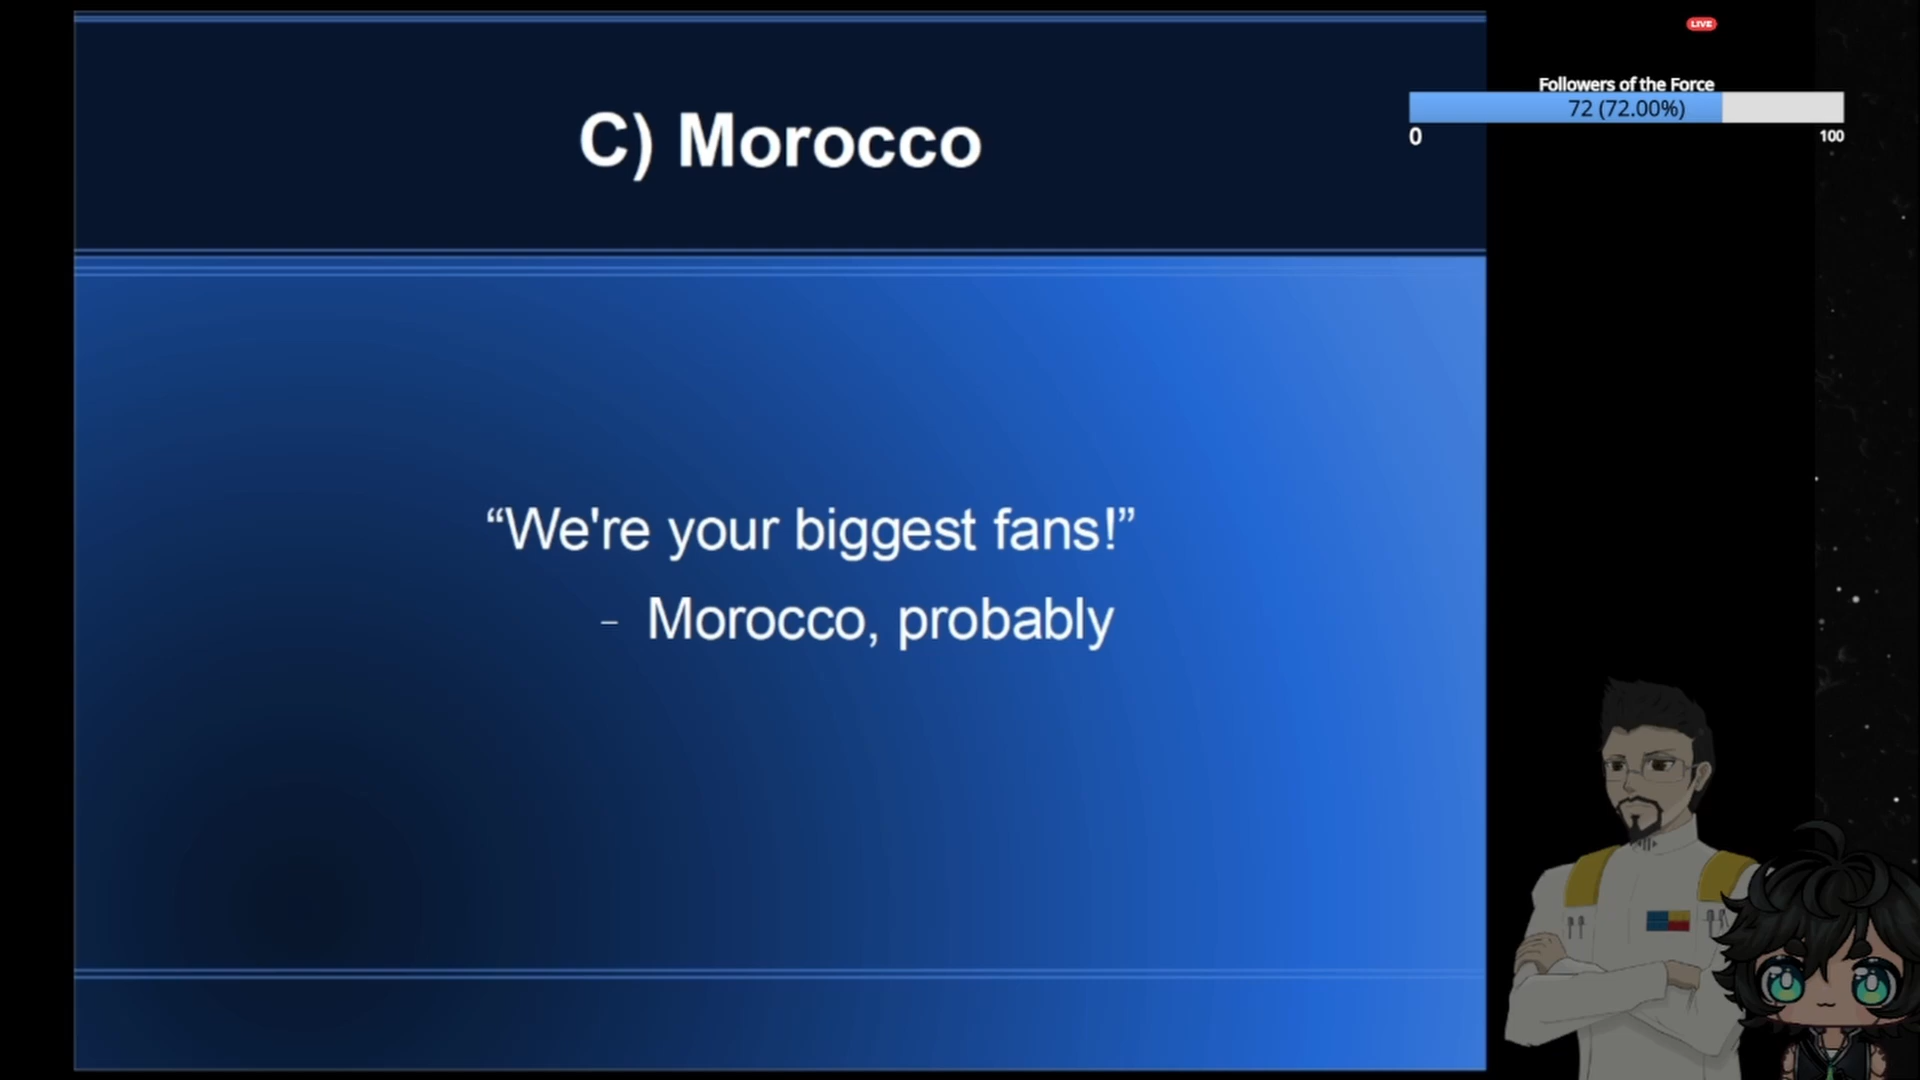 LIVE
Followers of the Force
72 (72.00%)
0 100
C) Morocco
“We're your biggest fans!”
– Morocco, probably